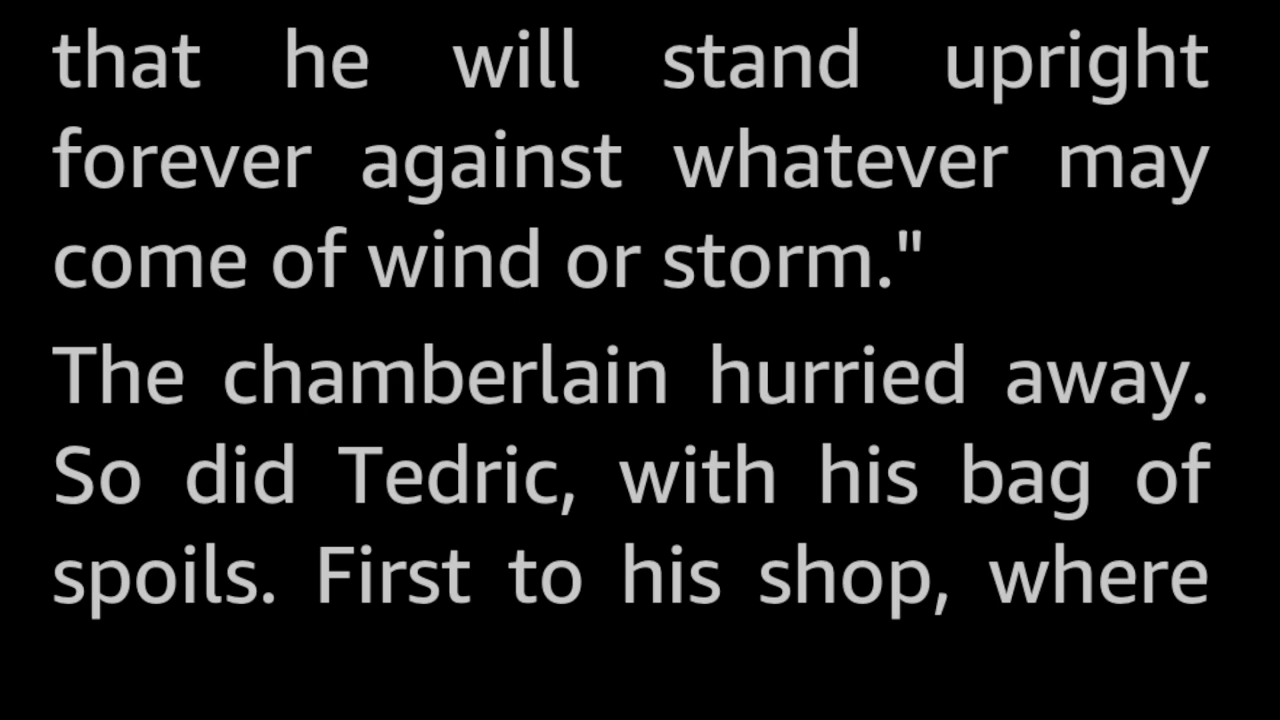 that he will stand upright
forever against whatever may
come of wind or storm."
The chamberlain hurried away.
So did Tedric, with his bag of
spoils. First to his shop, where